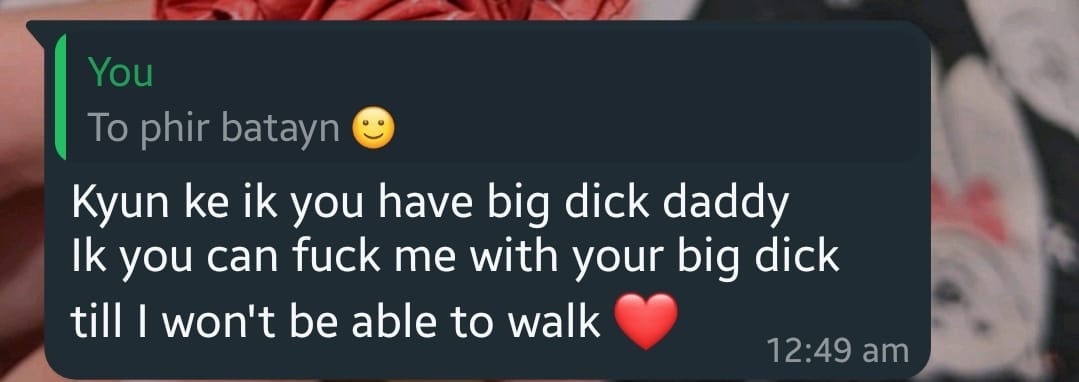 You
To phir batayn 🙂
Kyun ke ik you have big dick daddy
Ik you can fuck me with your big dick
till I won't be able to walk ❤️
12:49 am